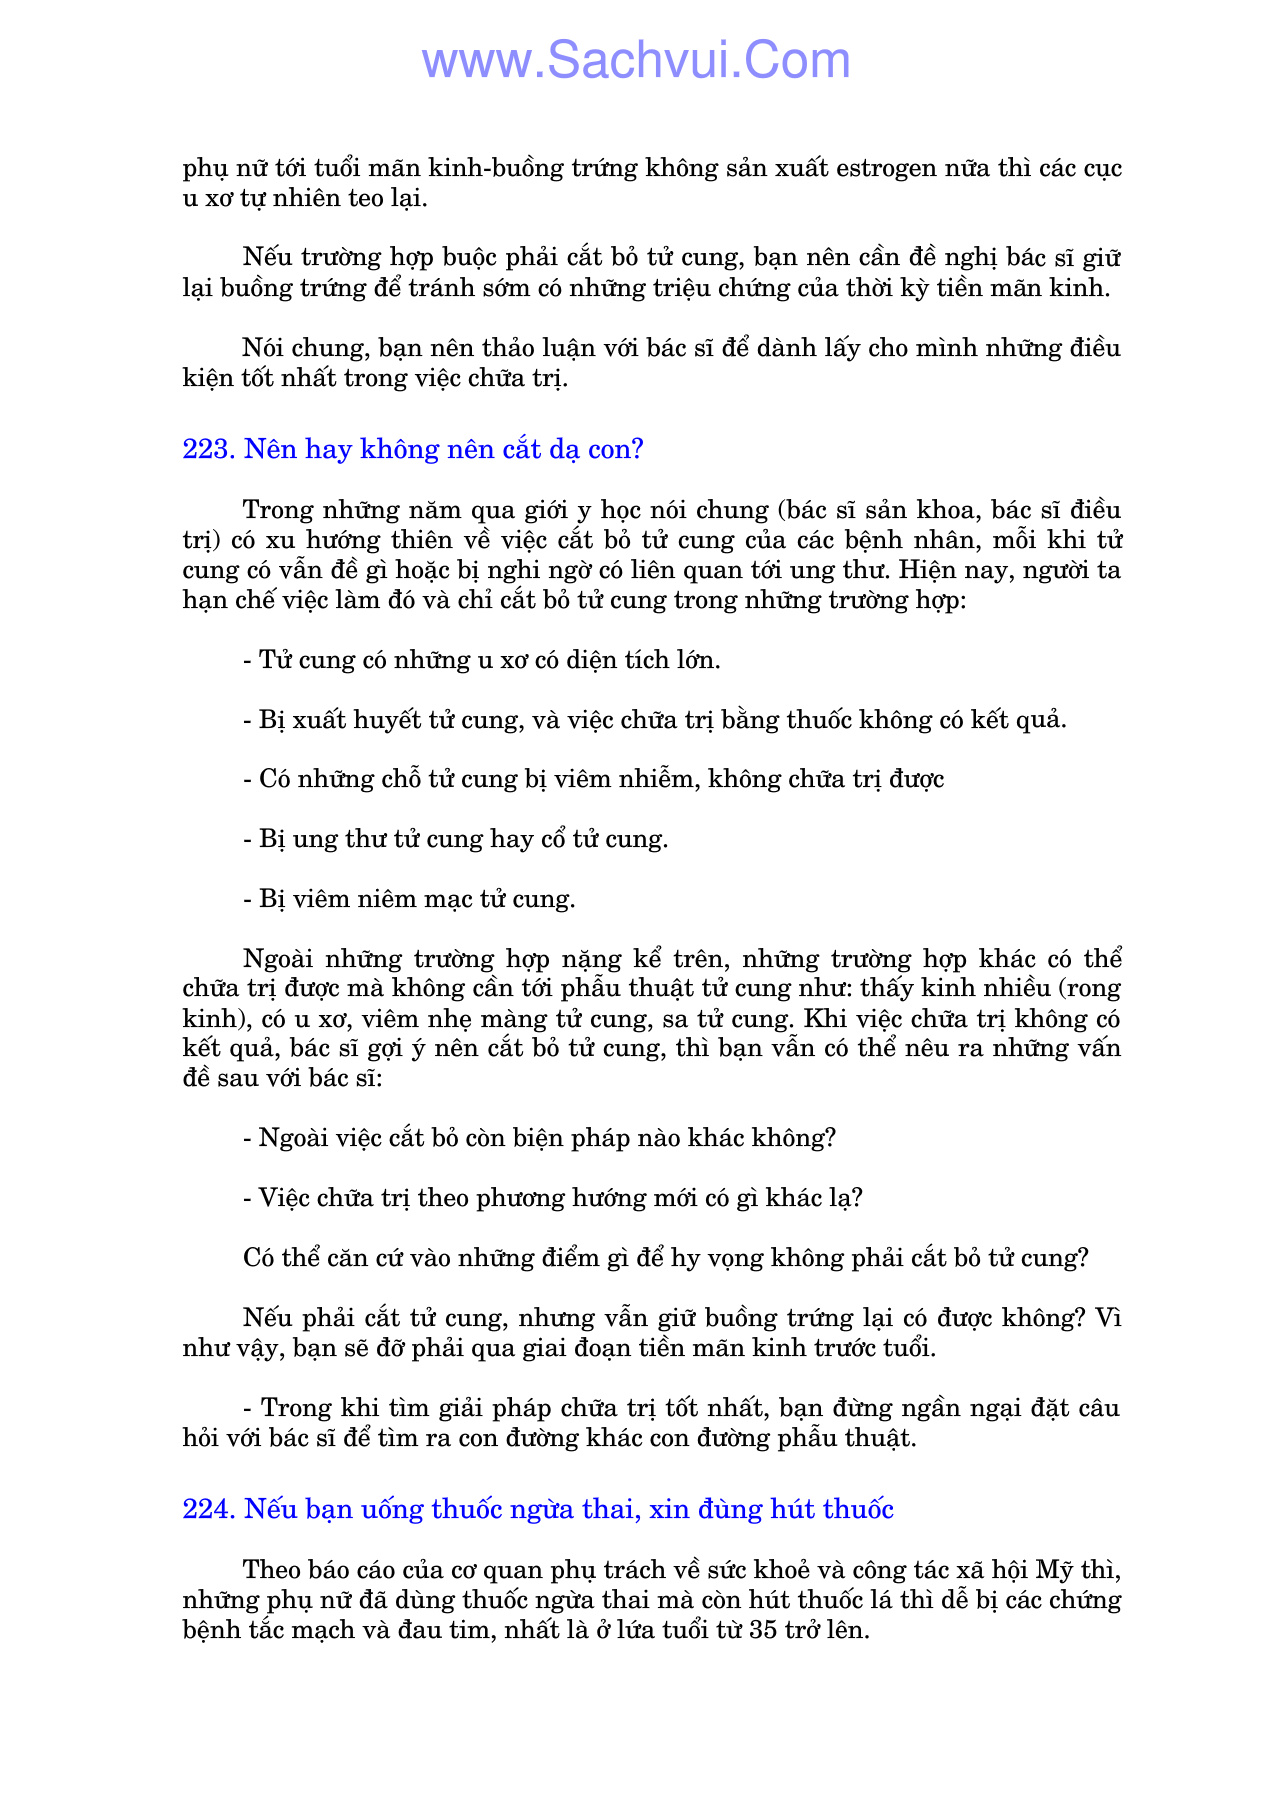 www.Sachvui.Com
phụ nữ tới tuổi mãn kinh-buồng trứng không sản xuất estrogen nữa thì các cục
u xơ tự nhiên teo lại.
Nếu trường hợp buộc phải cắt bỏ tử cung, bạn nên cần đề nghị bác sĩ giữ
lại buồng trứng để tránh sớm có những triệu chứng của thời kỳ tiền mãn kinh.
Nói chung, bạn nên thảo luận với bác sĩ để dành lấy cho mình những điều
kiện tốt nhất trong việc chữa trị.
223. Nên hay không nên cắt dạ con?
Trong những năm qua giới y học nói chung (bác sĩ sản khoa, bác sĩ điều
trị) có xu hướng thiên về việc cắt bỏ tử cung của các bệnh nhân, mỗi khi tử
cung có vẫn đề gì hoặc bị nghi ngờ có liên quan tới ung thư. Hiện nay, người ta
hạn chế việc làm đó và chỉ cắt bỏ tử cung trong những trường hợp:
- Tử cung có những u xơ có diện tích lớn.
- Bị xuất huyết tử cung, và việc chữa trị bằng thuốc không có kết quả.
- Có những chỗ tử cung bị viêm nhiễm, không chữa trị được
- Bị ung thư tử cung hay cổ tử cung.
- Bị viêm niêm mạc tử cung.
Ngoài những trường hợp nặng kể trên, những trường hợp khác có thể
chữa trị được mà không cần tới phẫu thuật tử cung như: thấy kinh nhiều (rong
kinh), có u xơ, viêm nhẹ màng tử cung, sa tử cung. Khi việc chữa trị không có
kết quả, bác sĩ gợi ý nên cắt bỏ tử cung, thì bạn vẫn có thể nêu ra những vấn
đề sau với bác sĩ:
- Ngoài việc cắt bỏ còn biện pháp nào khác không?
- Việc chữa trị theo phương hướng mới có gì khác lạ?
Có thể căn cứ vào những điểm gì để hy vọng không phải cắt bỏ tử cung?
Nếu phải cắt tử cung, nhưng vẫn giữ buồng trứng lại có được không? Vì
như vậy, bạn sẽ đỡ phải qua giai đoạn tiền mãn kinh trước tuổi.
- Trong khi tìm giải pháp chữa trị tốt nhất, bạn đừng ngần ngại đặt câu
hỏi với bác sĩ để tìm ra con đường khác con đường phẫu thuật.
224. Nếu bạn uống thuốc ngừa thai, xin đùng hút thuốc
Theo báo cáo của cơ quan phụ trách về sức khoẻ và công tác xã hội Mỹ thì,
những phụ nữ đã dùng thuốc ngừa thai mà còn hút thuốc lá thì dễ bị các chứng
bệnh tắc mạch và đau tim, nhất là ở lứa tuổi từ 35 trở lên.